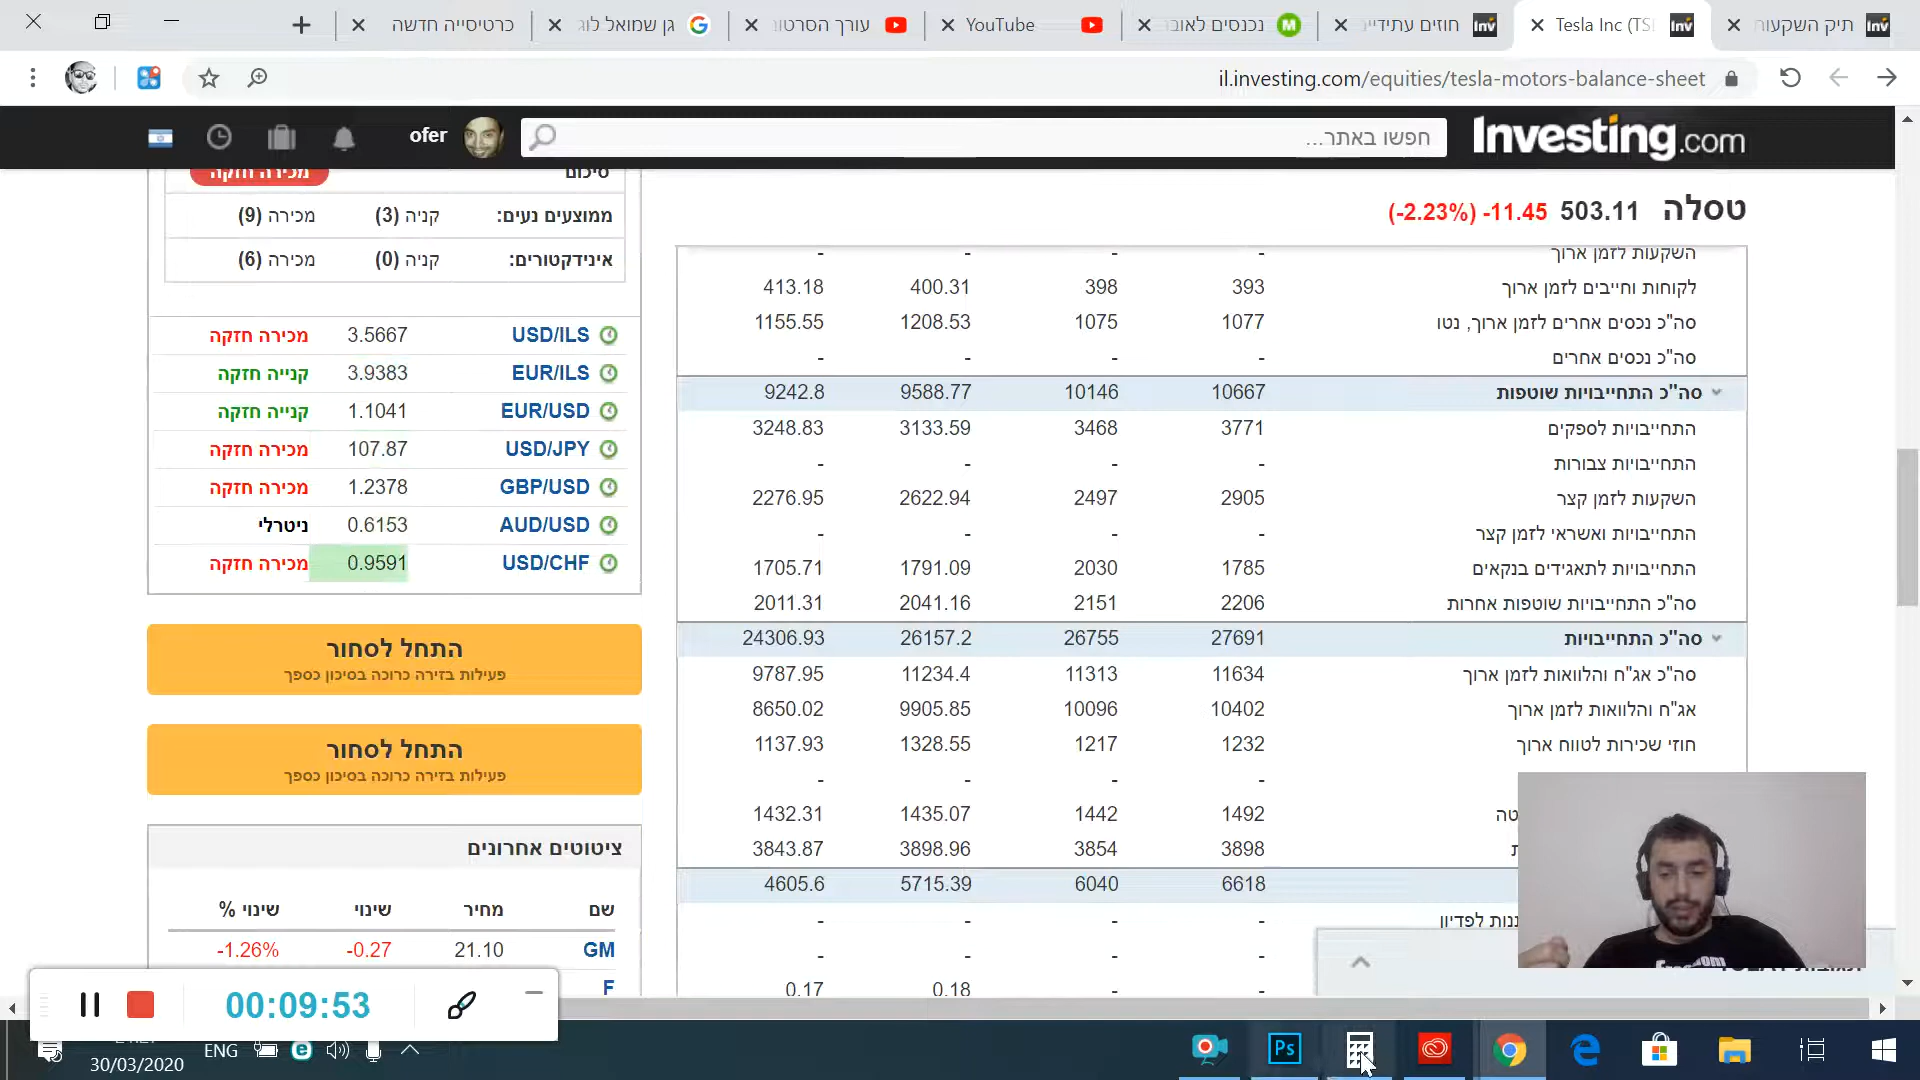 תיק השקעות
Tesla Inc (TS
חוזים עתידיי
נכנסים לאובו
YouTube
עורך הסרטו
גן שמואל לוג
כרטיסייה חדשה
il.investing.com/equities/tesla-motors-balance-sheet
Investing.com
חפשו באתר...
ofer
טסלה 503.11 -11.45 (-2.23%)
השקעות לזמן ארוך - - - -
לקוחות וחייבים לזמן ארוך 393 398 400.31 413.18
סה"כ נכסים אחרים לזמן ארוך, נטו 1077 1075 1208.53 1155.55
סה"כ נכסים אחרים - - - -
סה"כ התחייבויות שוטפות 10667 10146 9588.77 9242.8
התחייבויות לספקים 3771 3468 3133.59 3248.83
התחייבויות צבורות - - - -
השקעות לזמן קצר 2905 2497 2622.94 2276.95
התחייבויות ואשראי לזמן קצר - - - -
התחייבויות לתאגידים בנקאים 1785 2030 1791.09 1705.71
סה"כ התחייבויות שוטפות אחרות 2206 2151 2041.16 2011.31
סה"כ התחייבויות 27691 26755 26157.2 24306.93
סה"כ אג"ח והלוואות לזמן ארוך 11634 11313 11234.4 9787.95
אג"ח והלוואות לזמן ארוך 10402 10096 9905.85 8650.02
חוזי שכירות לטווח ארוך 1232 1217 1328.55 1137.93
- - - -
1492 1442 1435.07 1432.31
3898 3854 3898.96 3843.87
6618 6040 5715.39 4605.6
לפדיון - - - -
- - - -
- - 0.18 0.17
סיכום מכירה חזקה
ממוצעים נעים: קניה (3) מכירה (9)
אינידקטורים: קניה (0) מכירה (6)
USD/ILS 3.5667 מכירה חזקה
EUR/ILS 3.9383 קנייה חזקה
EUR/USD 1.1041 קנייה חזקה
USD/JPY 107.87 מכירה חזקה
GBP/USD 1.2378 מכירה חזקה
AUD/USD 0.6153 ניטרלי
USD/CHF 0.9591 מכירה חזקה
התחל לסחור
פעילות בזירה כרוכה בסיכון כספך
התחל לסחור
פעילות בזירה כרוכה בסיכון כספך
ציטוטים אחרונים
שם מחיר שינוי שינוי %
GM 21.10 -0.27 -1.26%
F
00:09:53
ENG
30/03/2020
Ps